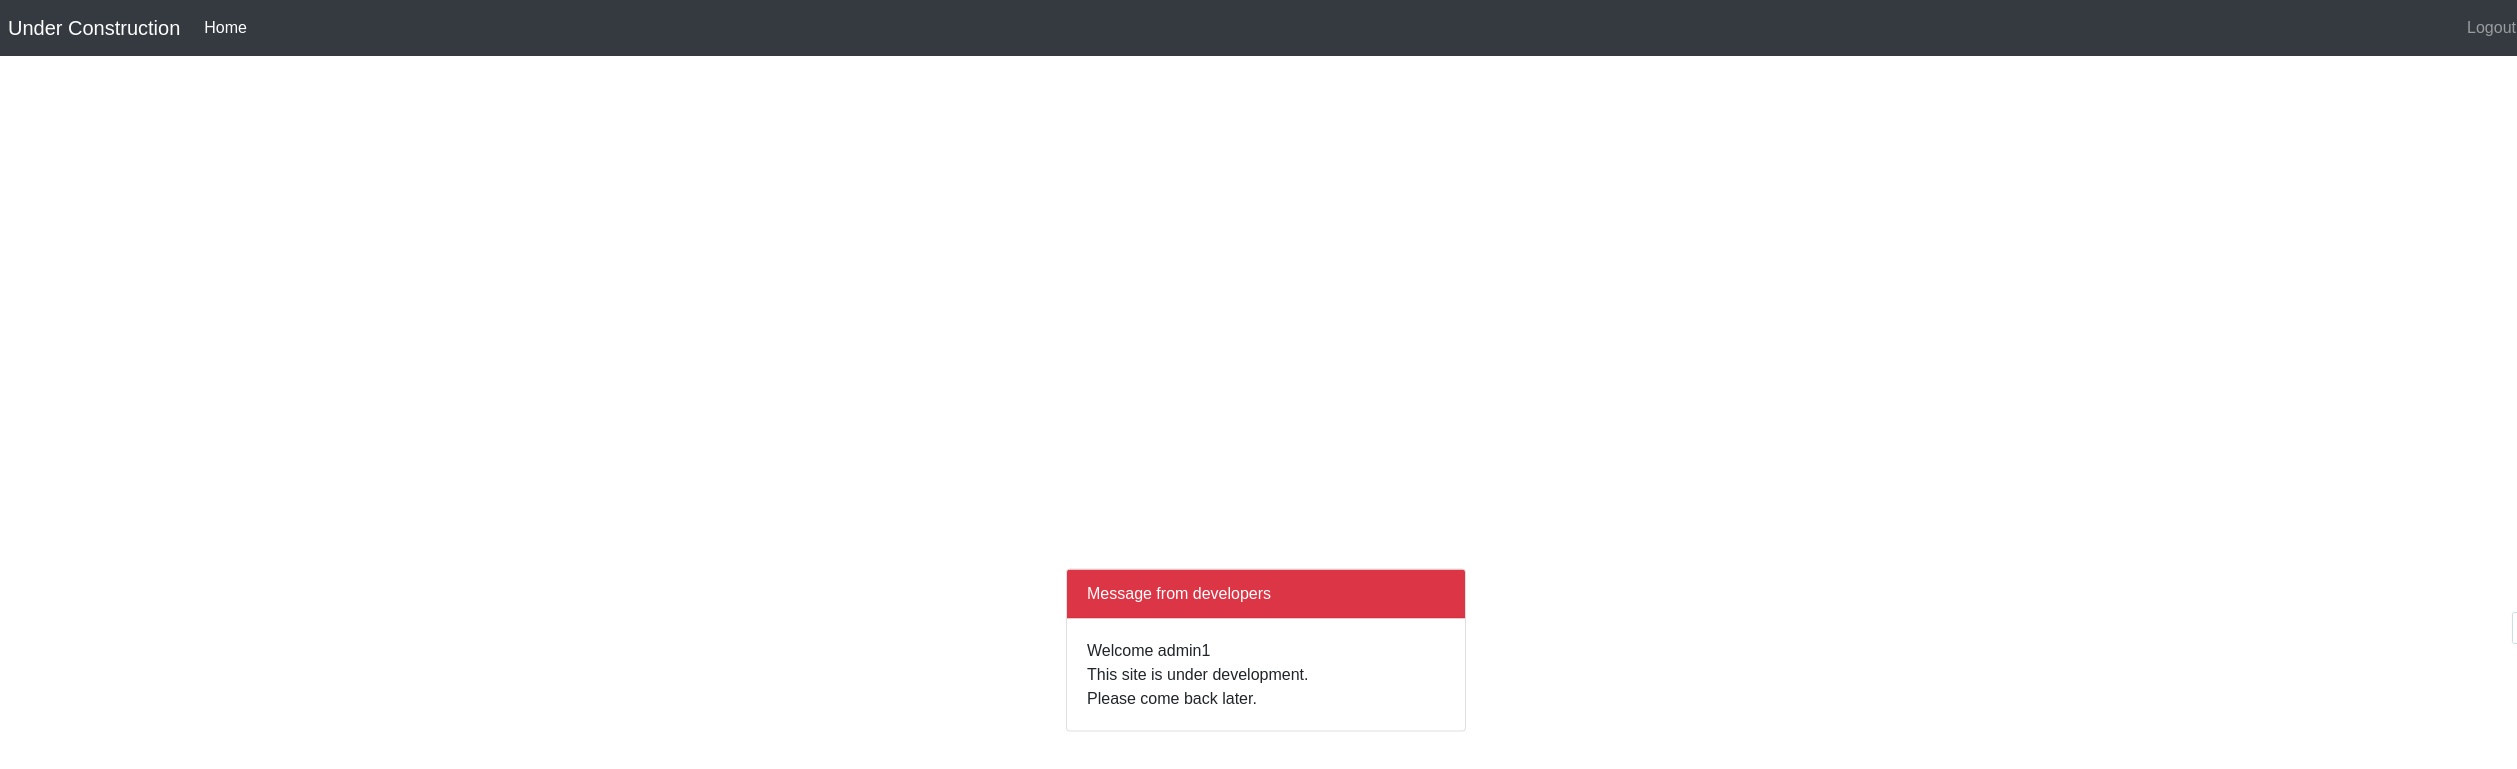 Under Construction Home Logout
Message from developers
Welcome admin1
This site is under development.
Please come back later.